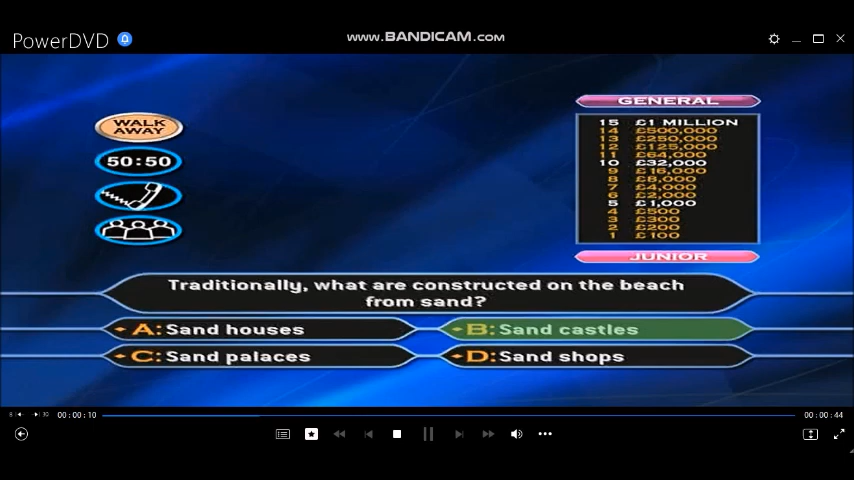 www.BANDICAM.com
PowerDVD
GENERAL
WALK
AWAY
50:50
15 £1 MILLION
14 £500,000
13 £250,000
12 £125,000
11 £64,000
10 £32,000
9 £16,000
8 £8,000
7 £4,000
6 £2,000
5 £1,000
4 £500
3 £300
2 £200
1 £100
JUNIOR
Traditionally, what are constructed on the beach
from sand?
A: Sand houses
B: Sand castles
C: Sand palaces
D: Sand shops
00:00:10
00:00:44